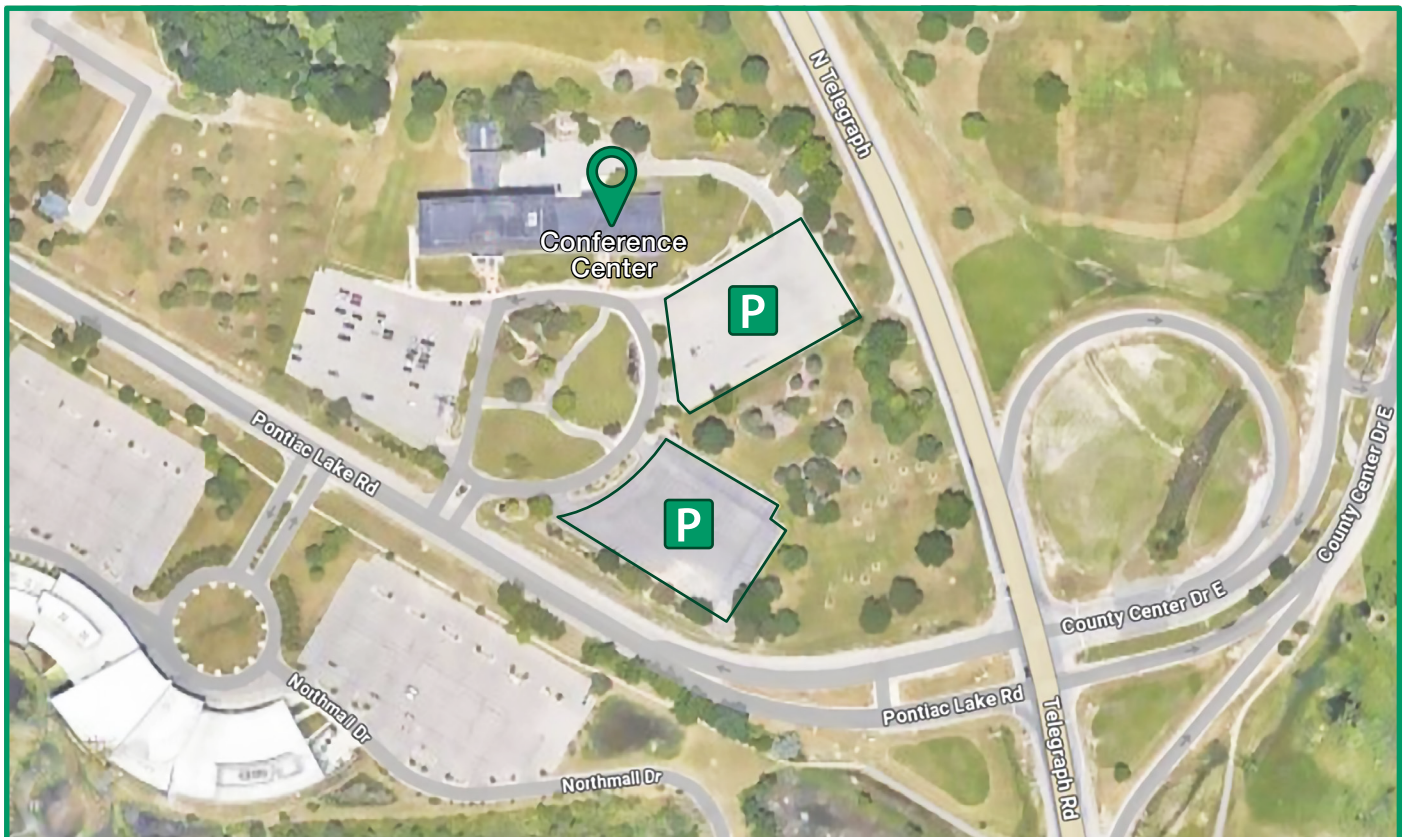 N Telegraph
Conference
Center
P
P
Pontiac Lake Rd
County Center Dr E
County Center Dr E
Pontiac Lake Rd
Northmall Dr
Telegraph Rd
Northmall Dr